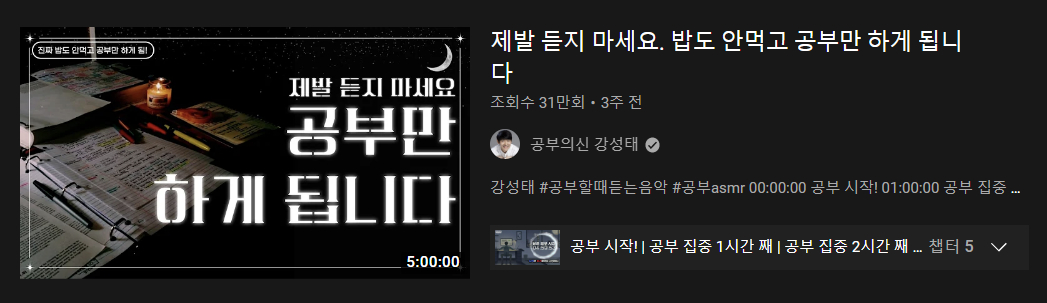 진짜 밥도 안먹고 공부만 하게 됨!
제발 듣지 마세요
공부만
하게 됩니다
5:00:00
제발 듣지 마세요. 밥도 안먹고 공부만 하게 됩니
다
조회수 31만회 • 3주 전
공부의신 강성태
강성태 #공부할때듣는음악 #공부asmr 00:00:00 공부 시작! 01:00:00 공부 집중 ...
공부 시작! | 공부 집중 1시간 째 | 공부 집중 2시간 째 ... 챕터 5